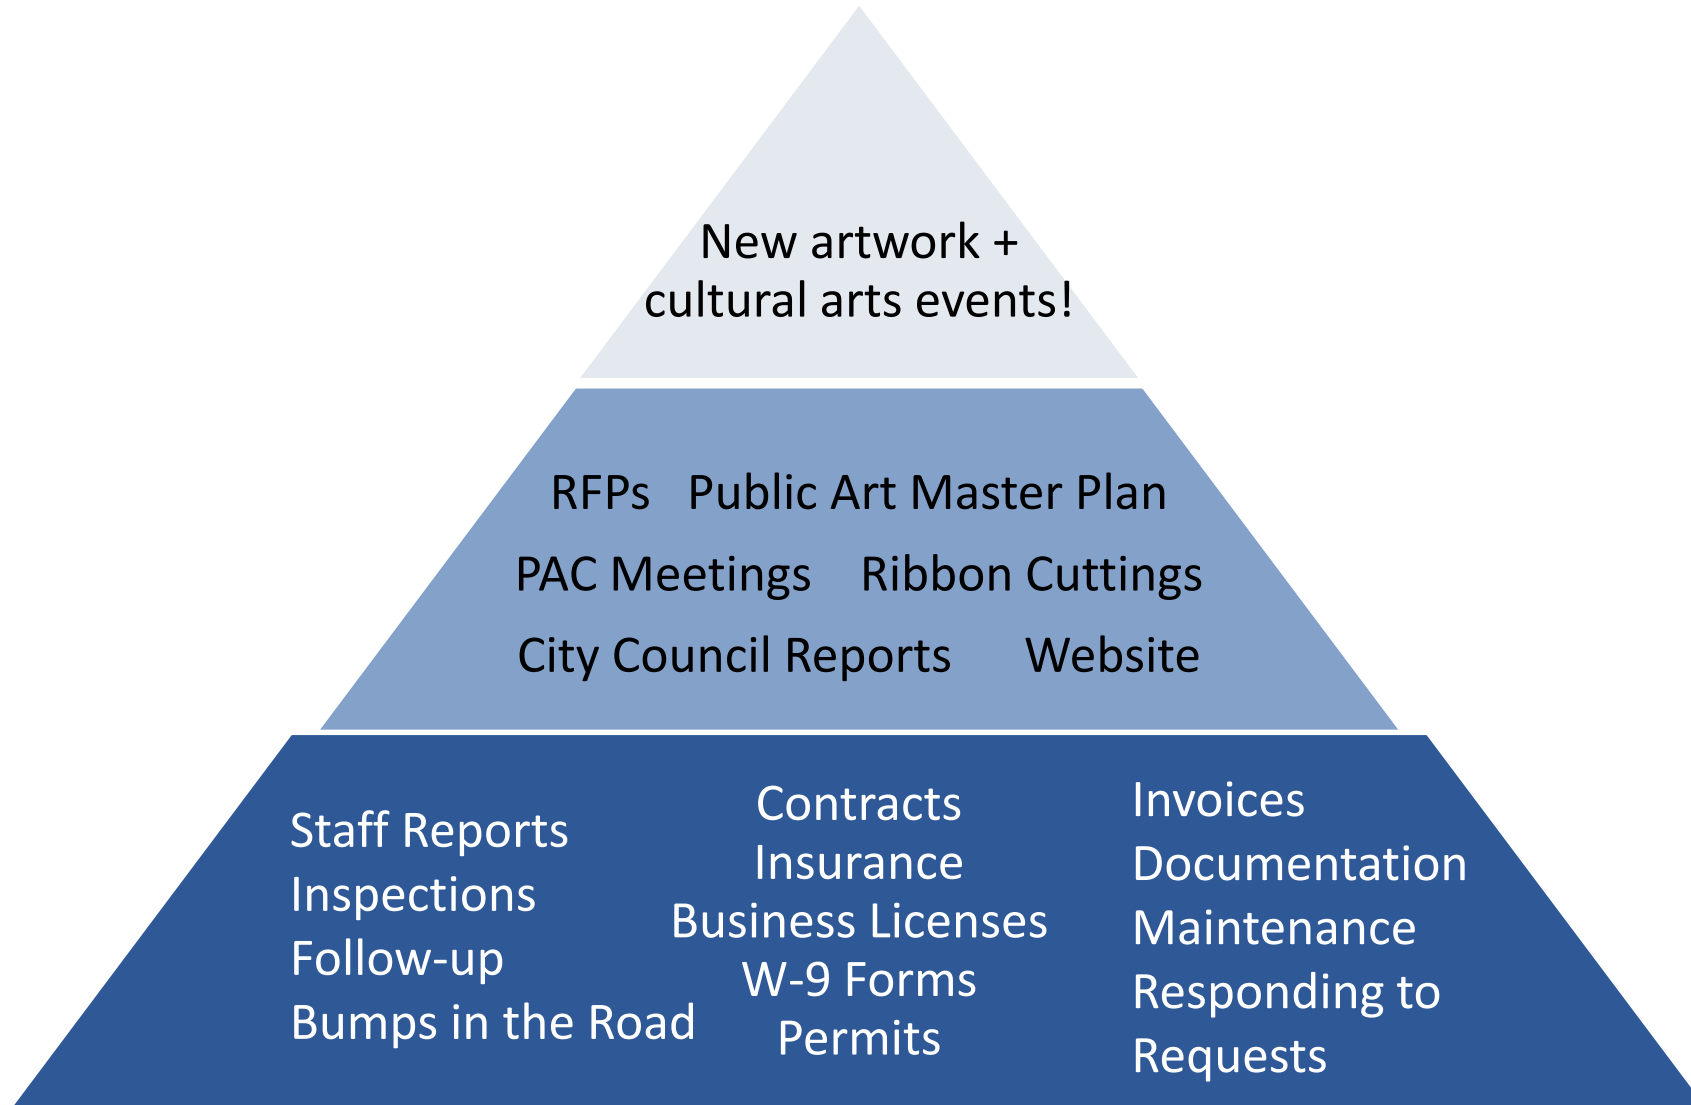 New artwork +
cultural arts events!
RFPs Public Art Master Plan
PAC Meetings Ribbon Cuttings
City Council Reports Website
Staff Reports
Inspections
Follow-up
Bumps in the Road
Contracts
Insurance
Business Licenses
W-9 Forms
Permits
Invoices
Documentation
Maintenance
Responding to
Requests